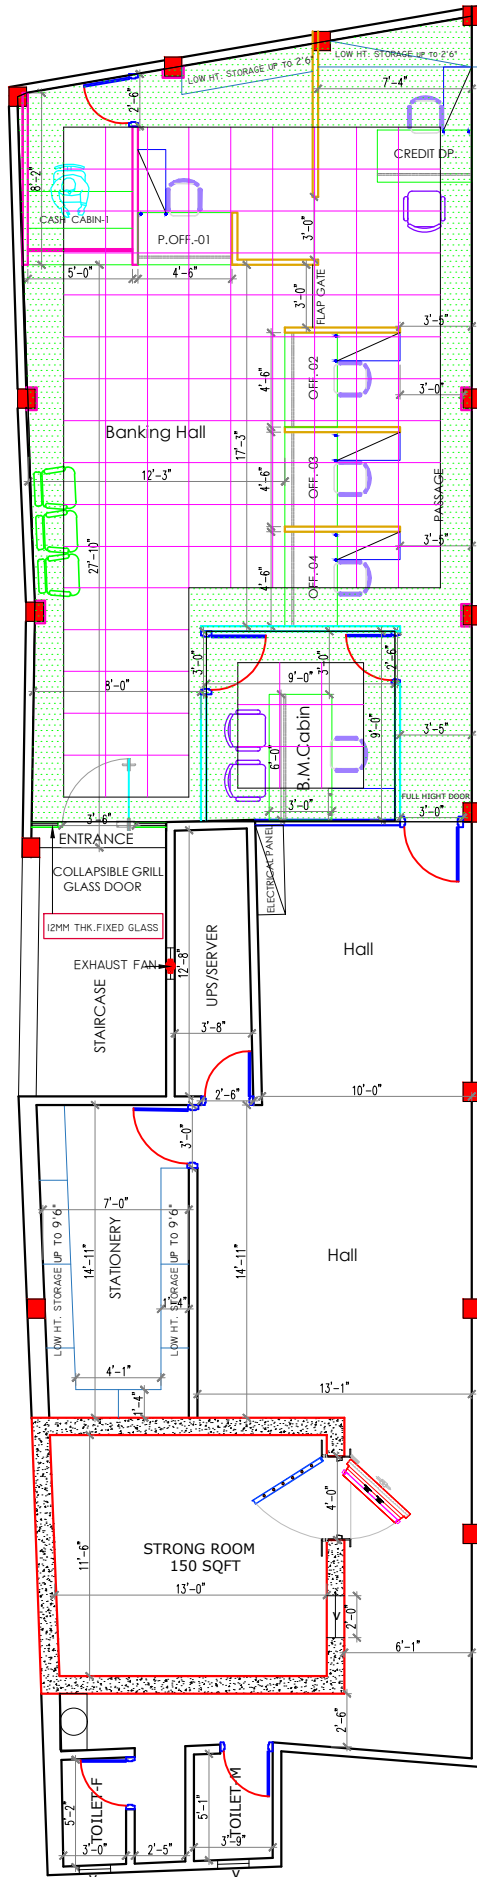 LOW HT. STORAGE UP TO 2'6"
LOW HT. STORAGE UP TO 2'6"
7'-4"
2'-6"
CREDIT DP.
8'-2"
CASH CABIN-1
P.OFF.-01
3'-0"
5'-0"
4'-6"
3'-0"
FLAP GATE
3'-5"
4'-6"
OFF. 02
3'-0"
Banking Hall
17'-3"
12'-3"
4'-6"
OFF. 03
PASSAGE
3'-5"
27'-10"
4'-6"
OFF. 04
3'-0"
3'-0"
2'-6"
8'-0"
9'-0"
B.M.Cabin
6'-0"
9'-0"
3'-5"
3'-0"
FULL HIGHT DOOR
3'-0"
3'-6"
ENTRANCE
COLLAPSIBLE GRILL
GLASS DOOR
ELECTRICAL PANEL
12MM THK.FIXED GLASS
EXHAUST FAN
12'-8"
UPS/SERVER
Hall
STAIRCASE
3'-8"
2'-6"
10'-0"
3'-0"
7'-0"
LOW HT. STORAGE UP TO 9'6"
14'-11"
STATIONERY
LOW HT. STORAGE UP TO 9'6"
14'-11"
Hall
1'-4"
4'-1"
1'-4"
13'-1"
4'-0"
STRONG ROOM
150 SQFT
11'-6"
13'-0"
V
2'-0"
6'-1"
2'-6"
5'-2"
TOILET-F
5'-1"
TOILET-M
3'-0"
2'-5"
3'-9"
V
V